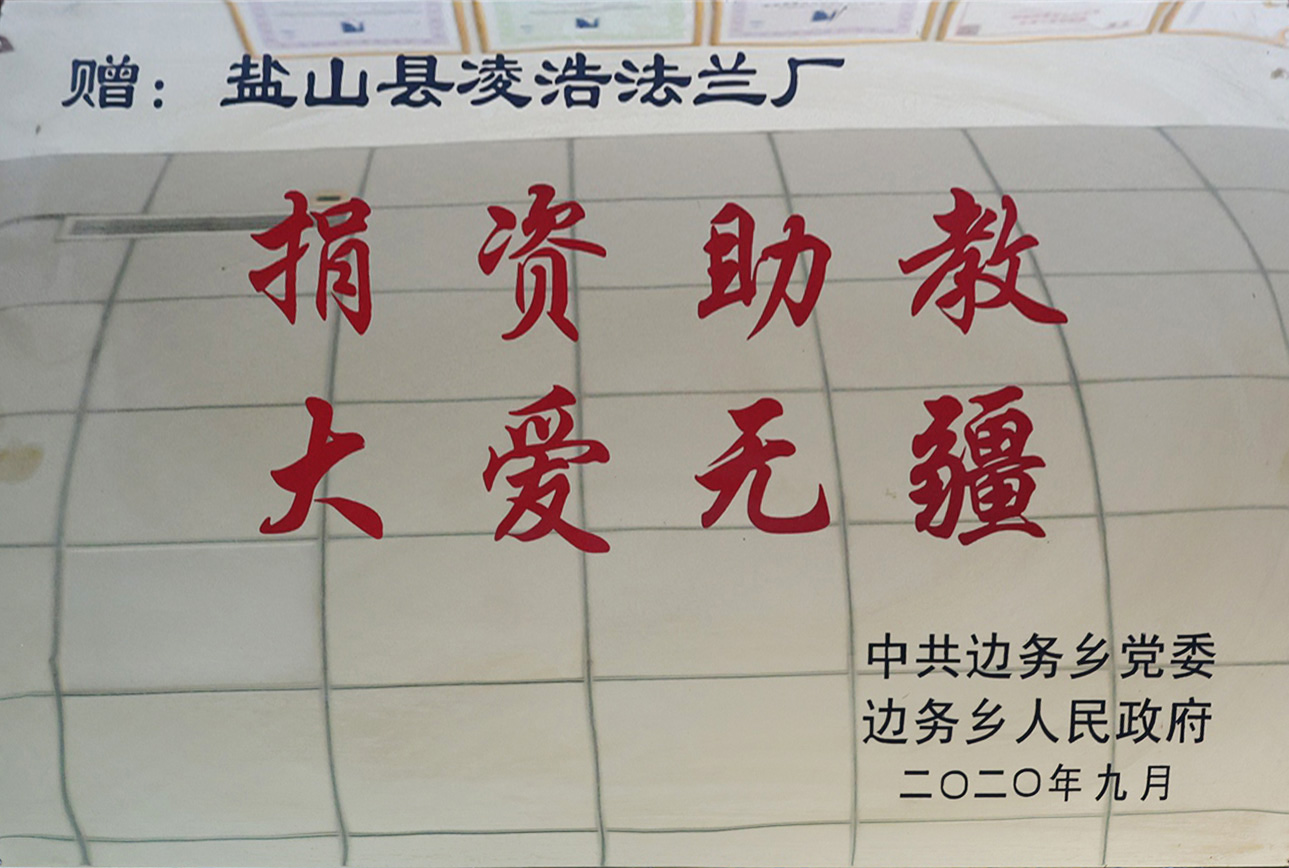 赠：盐山县凌浩法兰厂
捐资助教
大爱无疆
中共边务乡党委
边务乡人民政府
二〇二〇年九月